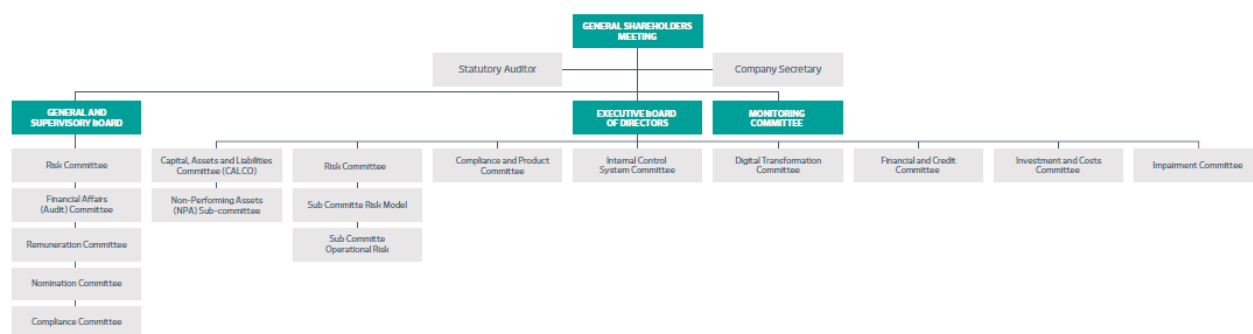 GENERAL SHAREHOLDERS
MEETING
Statutory Auditor
Company Secretary
GENERAL AND
SUPERVISORY BOARD
EXECUTIVE BOARD
OF DIRECTORS
MONITORING
COMMITTEE
Risk Committee
Capital, Assets and Liabilities
Committee (CALCO)
Risk Committee
Compliance and Product
Committee
Internal Control
System Committee
Digital Transformation
Committee
Financial and Credit
Committee
Investment and Costs
Committee
Impairment Committee
Financial Affairs
(Audit) Committee
Non-Performing Assets
(NPA) Sub-committee
Sub Committe Risk Model
Remuneration Committee
Sub Committe
Operational Risk
Nomination Committee
Compliance Committee